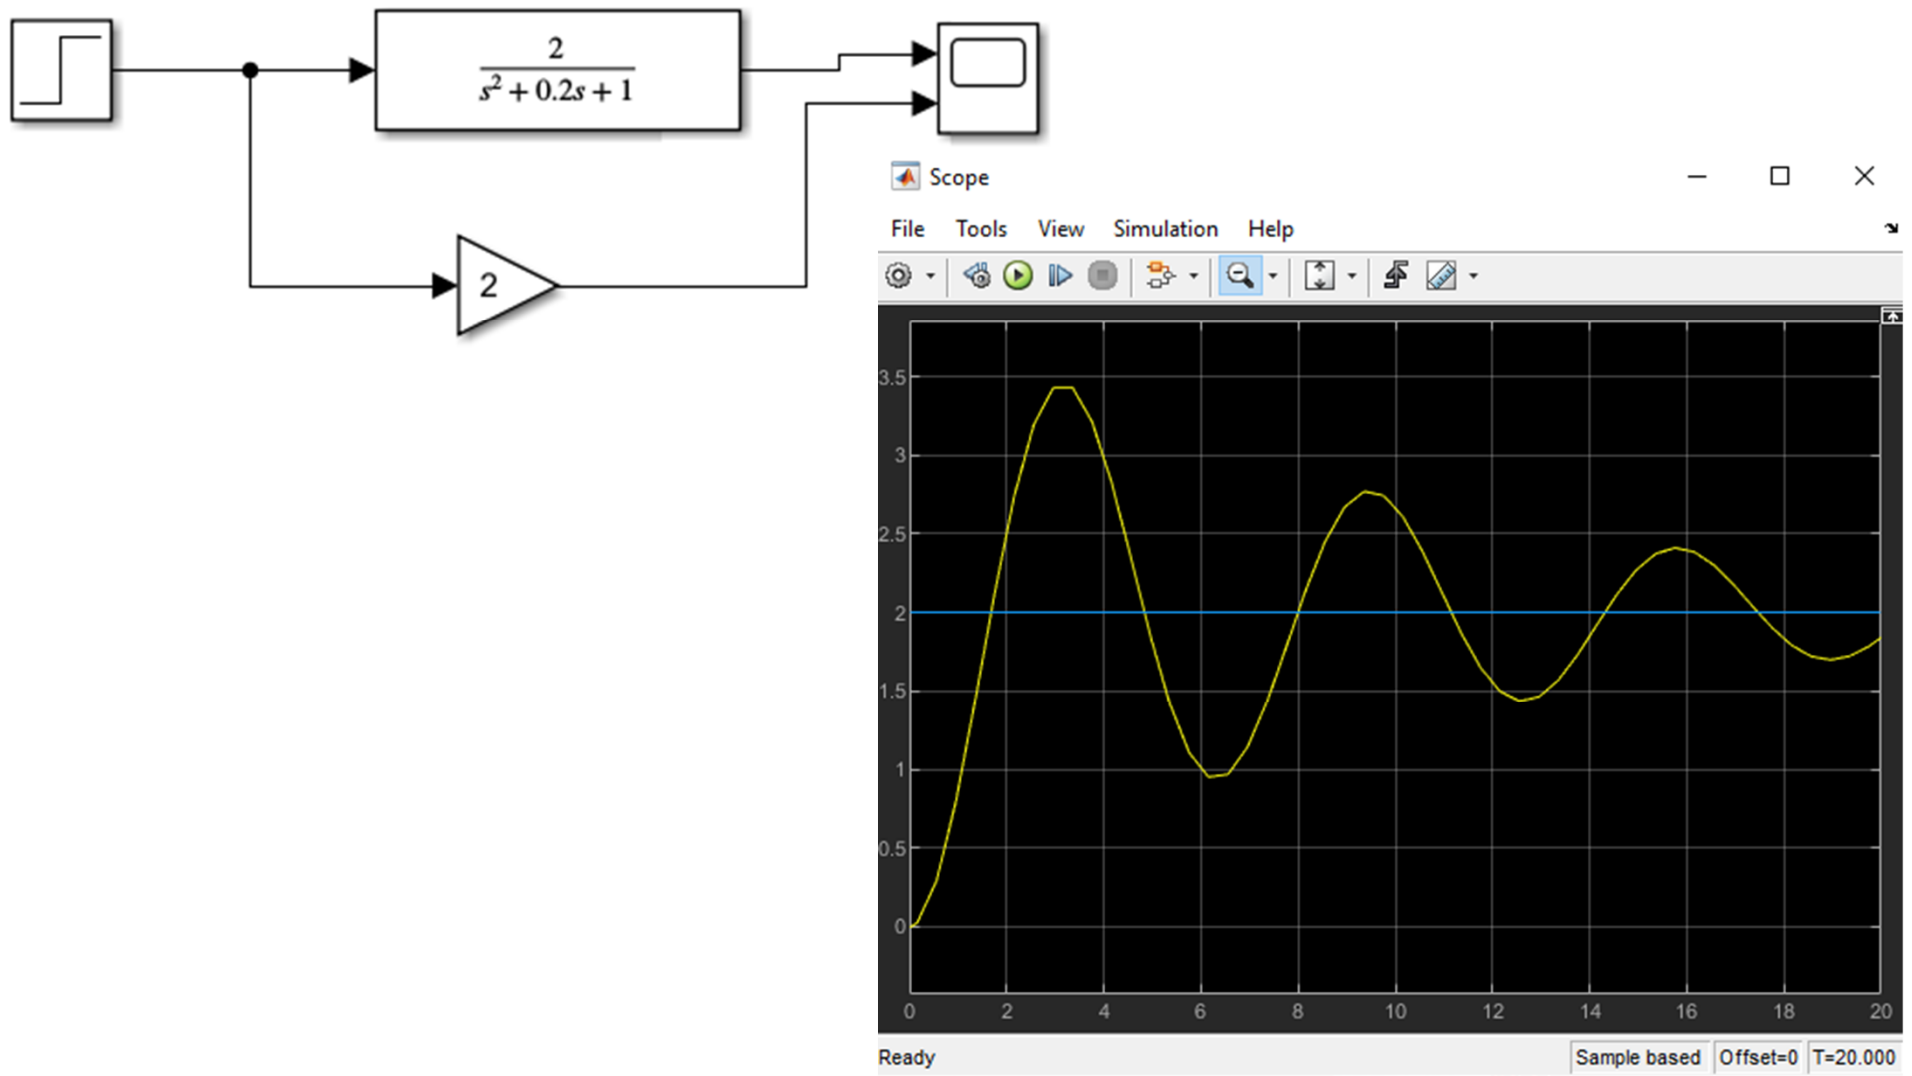 2
s² + 0.2s + 1
2
Scope
File Tools View Simulation Help
3.5
3
2.5
2
1.5
1
0.5
0
0 2 4 6 8 10 12 14 16 18 20
Ready Sample based Offset=0 T=20.000